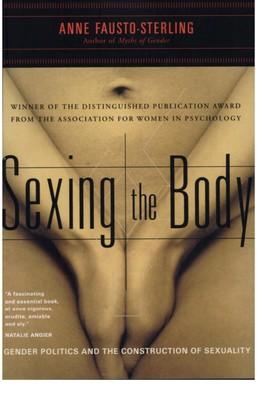 ANNE FAUSTO-STERLING
Author of Myths of Gender
WINNER OF THE DISTINGUISHED PUBLICATION AWARD
FROM THE ASSOCIATION FOR WOMEN IN PSYCHOLOGY
Sexing the Body
"A fascinating
and essential book,
at once vigorous,
erudite, amiable
and sly."
NATALIE ANGIER
GENDER POLITICS AND THE CONSTRUCTION OF SEXUALITY